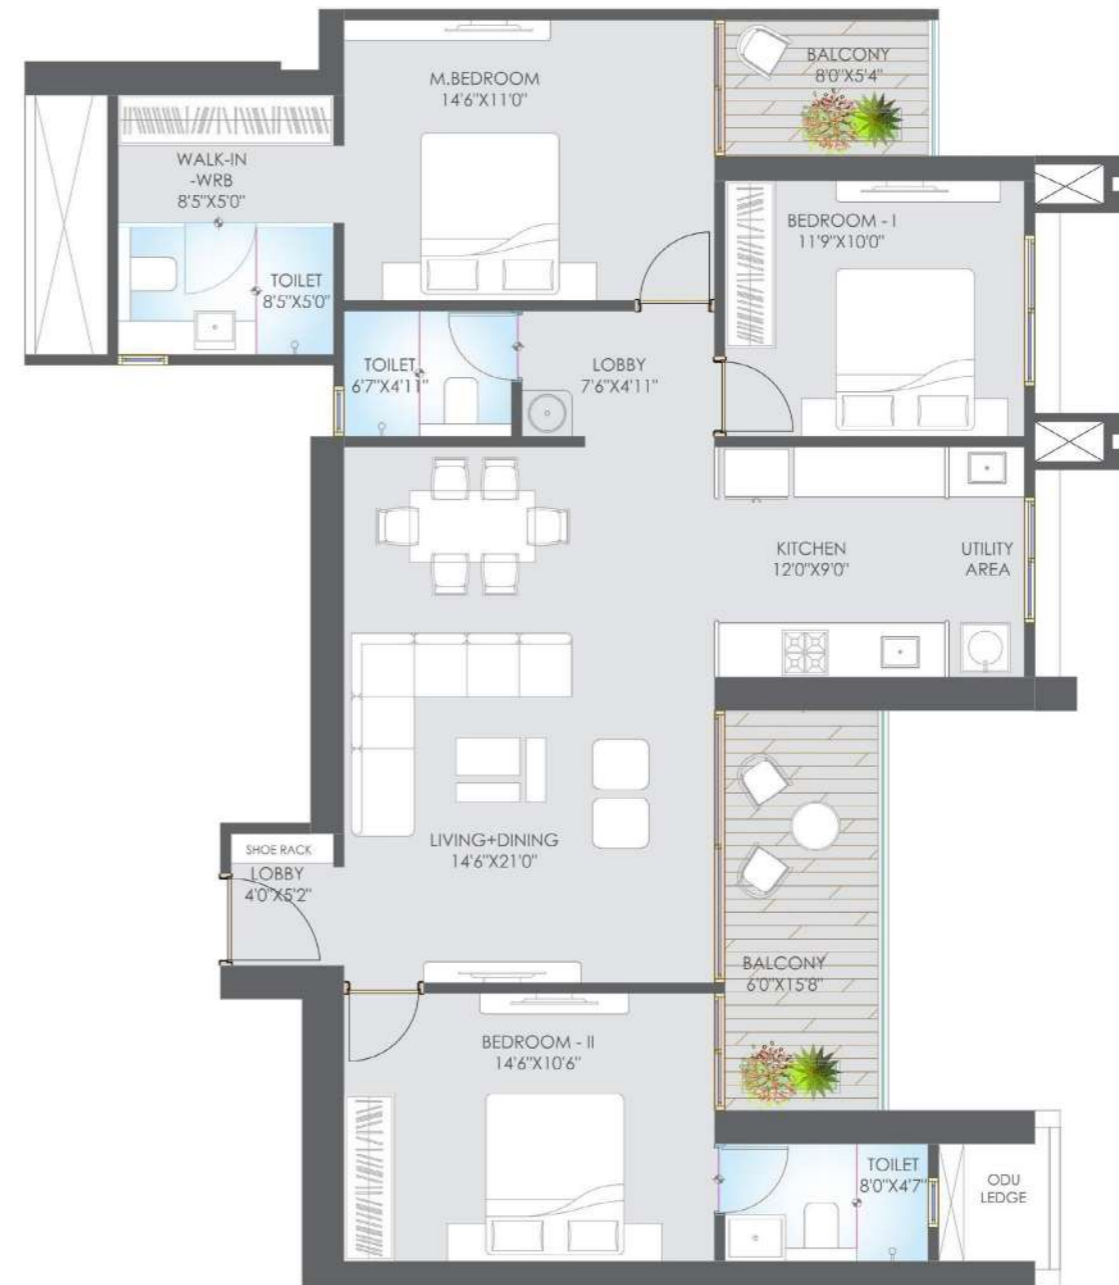 M.BEDROOM
14'6"X11'0"
BALCONY
8'0"X5'4"
WALK-IN
-WRB
8'5"X5'0"
BEDROOM - I
11'9"X10'0"
TOILET
8'5"X5'0"
TOILET
6'7"X4'11"
LOBBY
7'6"X4'11"
KITCHEN
12'0"X9'0"
UTILITY
AREA
LIVING+DINING
14'6"X21'0"
SHOE RACK
LOBBY
4'0"X5'2"
BALCONY
6'0"X15'8"
BEDROOM - II
14'6"X10'6"
TOILET
8'0"X4'7"
ODU
LEDGE